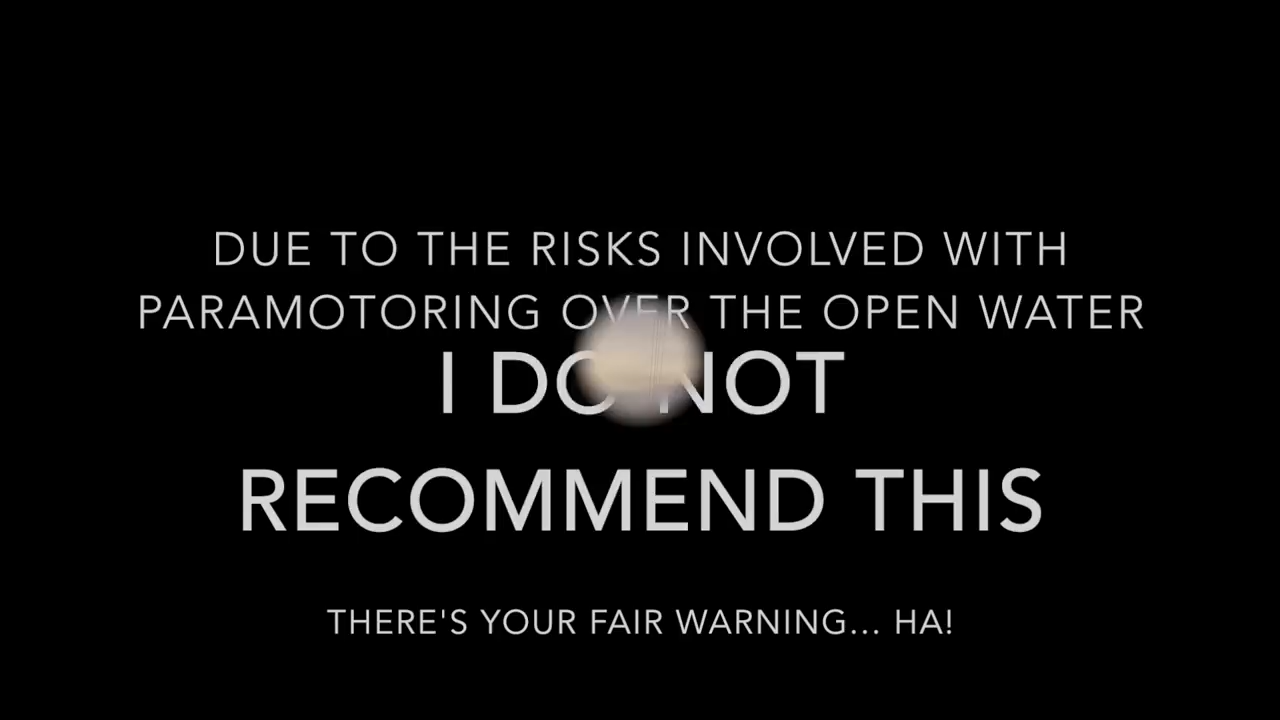 DUE TO THE RISKS INVOLVED WITH
PARAMOTORING OVER THE OPEN WATER
I DO NOT
RECOMMEND THIS
THERE'S YOUR FAIR WARNING... HA!